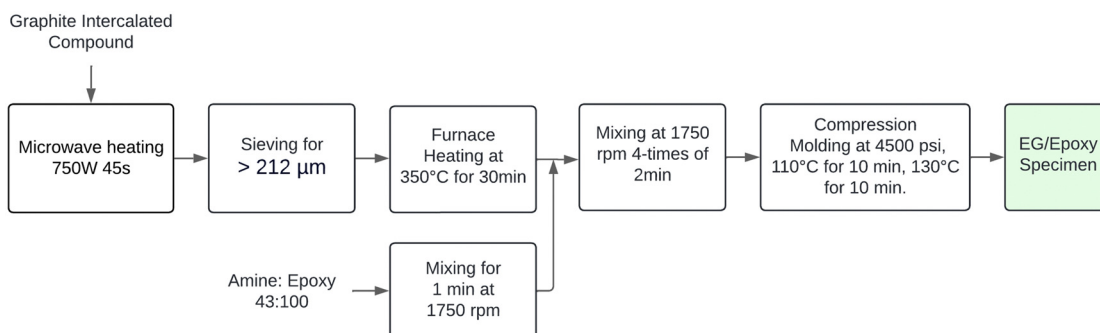 Graphite Intercalated
Compound
Microwave heating
750W 45s
Sieving for
> 212 µm
Furnace
Heating at
350°C for 30min
Mixing at 1750
rpm 4-times of
2min
Compression
Molding at 4500 psi,
110°C for 10 min, 130°C
for 10 min.
EG/Epoxy
Specimen
Amine: Epoxy
43:100
Mixing for
1 min at
1750 rpm